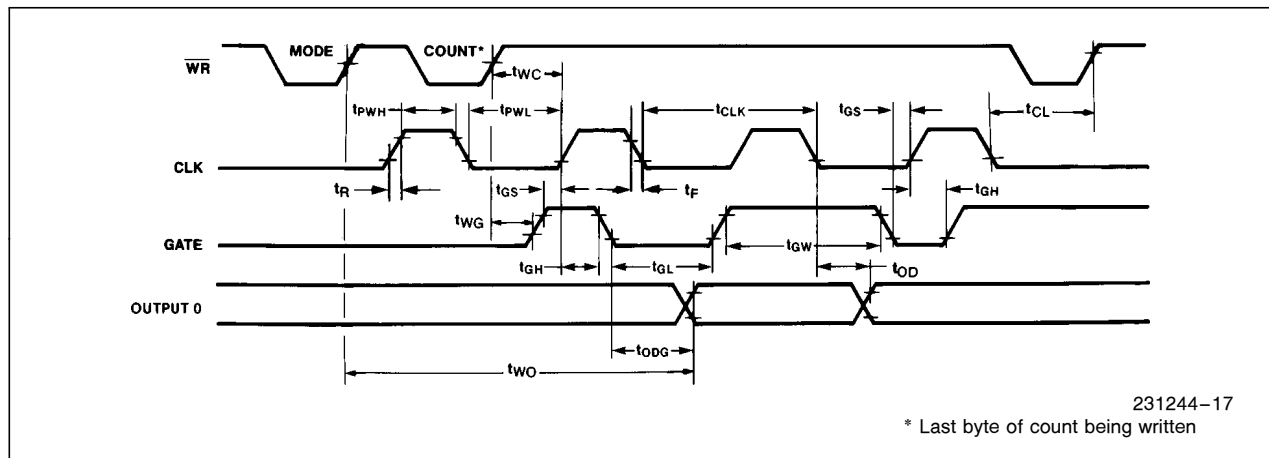 MODE COUNT*
WR
tWC
tPWH tPWL tCLK tGS tCL
CLK
tR tGS tF tGH
tWG
GATE
tGH tGL tGW tOD
OUTPUT 0
tODG
tWO
231244–17
* Last byte of count being written